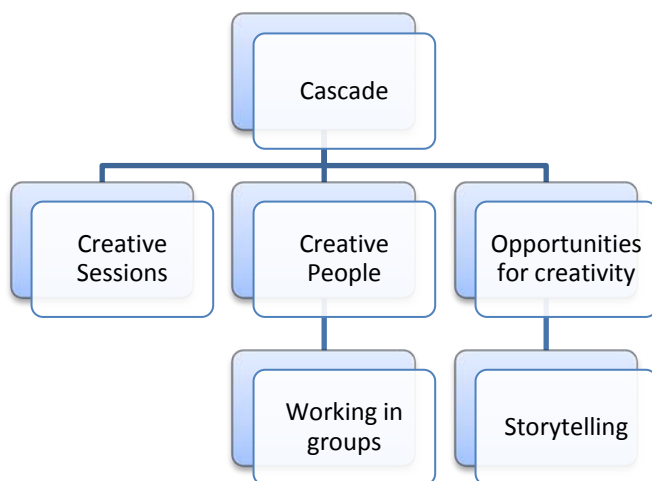 Cascade
Creative
Sessions
Creative
People
Opportunities
for creativity
Working in
groups
Storytelling